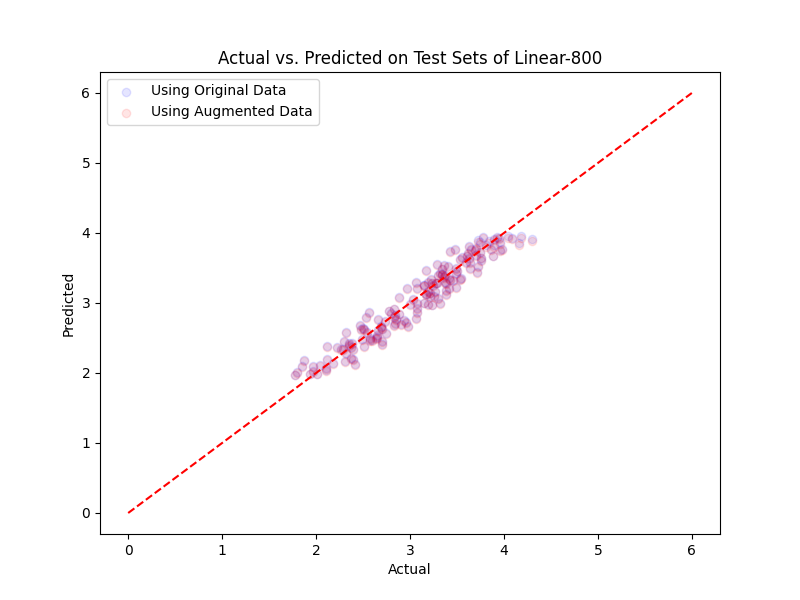 Actual vs. Predicted on Test Sets of Linear-800
Using Original Data
Using Augmented Data
6
5
4
3
2
1
0
Predicted
0 1 2 3 4 5 6
Actual